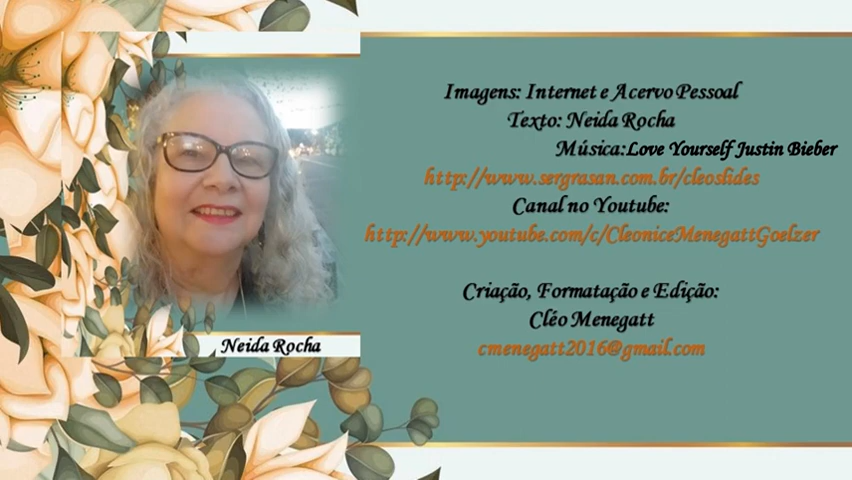 Imagens: Internet e Acervo Pessoal
Texto: Neida Rocha
Música:Love Yourself Justin Bieber
http://www.sergrasan.com.br/cleoslides
Canal no Youtube:
http://www.youtube.com/c/CleoniceMenegattGoelzer
Criação, Formatação e Edição:
Cléo Menegatt
cmenegatt2016@gmail.com
Neida Rocha